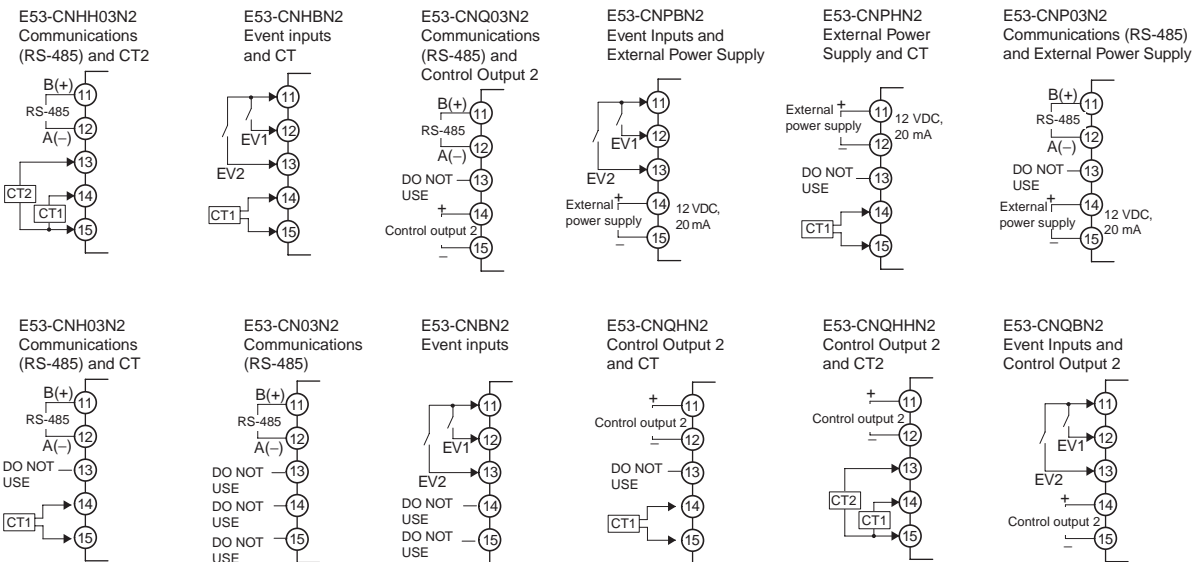 E53-CNHH03N2
Communications
(RS-485) and CT2
B(+)
11
RS-485
12
A(−)
13
CT2
14
CT1
15
E53-CNHBN2
Event inputs
and CT
11
12
EV1
13
EV2
14
CT1
15
E53-CNQ03N2
Communications
(RS-485) and
Control Output 2
B(+)
11
RS-485
A(−)
12
DO NOT
USE
13
+
14
Control output 2
−
15
E53-CNPBN2
Event Inputs and
External Power Supply
11
12
EV1
13
EV2
External +
power supply
14
12 VDC,
20 mA
−
15
E53-CNPHN2
External Power
Supply and CT
External +
power supply
11
12 VDC,
20 mA
−
12
DO NOT
USE
13
14
CT1
15
E53-CNP03N2
Communications (RS-485)
and External Power Supply
B(+)
11
RS-485
12
A(−)
DO NOT
USE
13
External +
power supply
14
12 VDC,
20 mA
−
15
E53-CNH03N2
Communications
(RS-485) and CT
B(+)
11
RS-485
12
A(−)
DO NOT
USE
13
14
CT1
15
E53-CN03N2
Communications
(RS-485)
B(+)
11
RS-485
12
A(−)
DO NOT
USE
13
DO NOT
USE
14
DO NOT
USE
15
E53-CNBN2
Event inputs
11
12
EV1
13
EV2
DO NOT
USE
14
DO NOT
USE
15
E53-CNQHN2
Control Output 2
and CT
+
11
Control output 2
−
12
DO NOT
USE
13
14
CT1
15
E53-CNQHHN2
Control Output 2
and CT2
+
11
Control output 2
−
12
13
CT2
14
CT1
15
E53-CNQBN2
Event Inputs and
Control Output 2
11
12
EV1
13
EV2
+
14
Control output 2
−
15